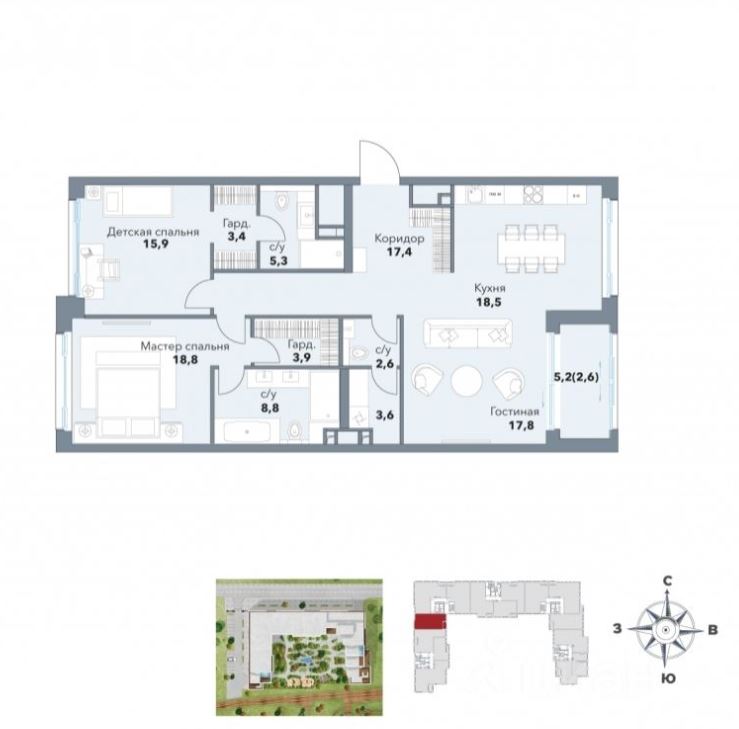 Детская спальня
15,9
Гард.
3,4
с/у
5,3
Коридор
17,4
Кухня
18,5
Мастер спальня
18,8
Гард.
3,9
с/у
2,6
с/у
8,8
3,6
Гостиная
17,8
5,2(2,6)
С
З
В
Ю